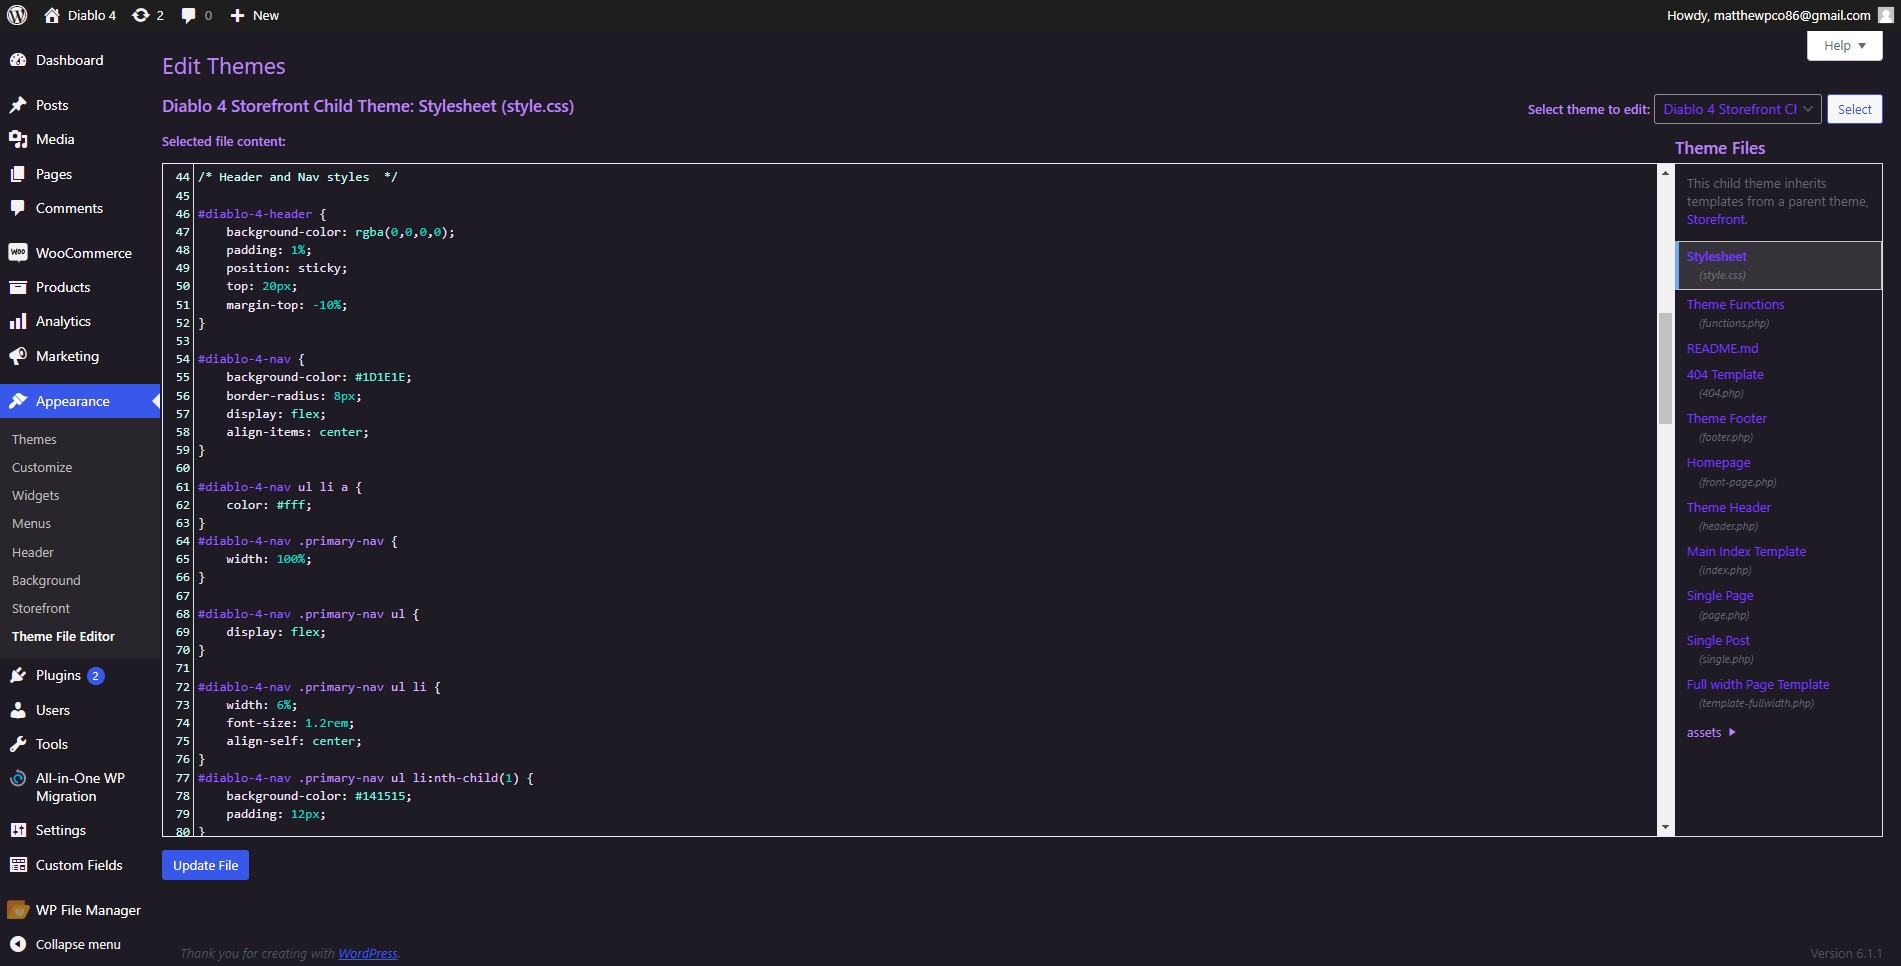 Diablo 4 2 0 New
Howdy, matthewpco86@gmail.com
Help
Dashboard
Posts
Media
Pages
Comments
WooCommerce
Products
Analytics
Marketing
Appearance
Themes
Customize
Widgets
Menus
Header
Background
Storefront
Theme File Editor
Plugins 2
Users
Tools
All-in-One WP
Migration
Settings
Custom Fields
WP File Manager
Collapse menu
Edit Themes
Diablo 4 Storefront Child Theme: Stylesheet (style.css)
Select theme to edit: Diablo 4 Storefront Ch Select
Selected file content:
44 /* Header and Nav styles  */
45
46 #diablo-4-header {
47     background-color: rgba(0,0,0,0);
48     padding: 1%;
49     position: sticky;
50     top: 20px;
51     margin-top: -10%;
52 }
53
54 #diablo-4-nav {
55     background-color: #1D1E1E;
56     border-radius: 8px;
57     display: flex;
58     align-items: center;
59 }
60
61 #diablo-4-nav ul li a {
62     color: #fff;
63 }
64 #diablo-4-nav .primary-nav {
65     width: 100%;
66 }
67
68 #diablo-4-nav .primary-nav ul {
69     display: flex;
70 }
71
72 #diablo-4-nav .primary-nav ul li {
73     width: 6%;
74     font-size: 1.2rem;
75     align-self: center;
76 }
77 #diablo-4-nav .primary-nav ul li:nth-child(1) {
78     background-color: #141515;
79     padding: 12px;
80 }
Theme Files
This child theme inherits
templates from a parent theme,
Storefront.
Stylesheet
(style.css)
Theme Functions
(functions.php)
README.md
404 Template
(404.php)
Theme Footer
(footer.php)
Homepage
(front-page.php)
Theme Header
(header.php)
Main Index Template
(index.php)
Single Page
(page.php)
Single Post
(single.php)
Full width Page Template
(template-fullwidth.php)
assets
Update File
Thank you for creating with WordPress.
Version 6.1.1